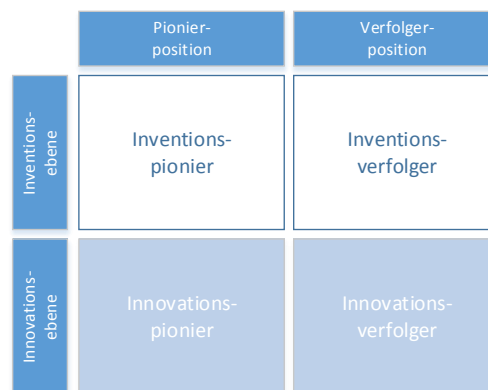 Pionier-
position
Verfolger-
position
Inventions-
ebene
Inventions-
pionier
Inventions-
verfolger
Innovations-
ebene
Innovations-
pionier
Innovations-
verfolger